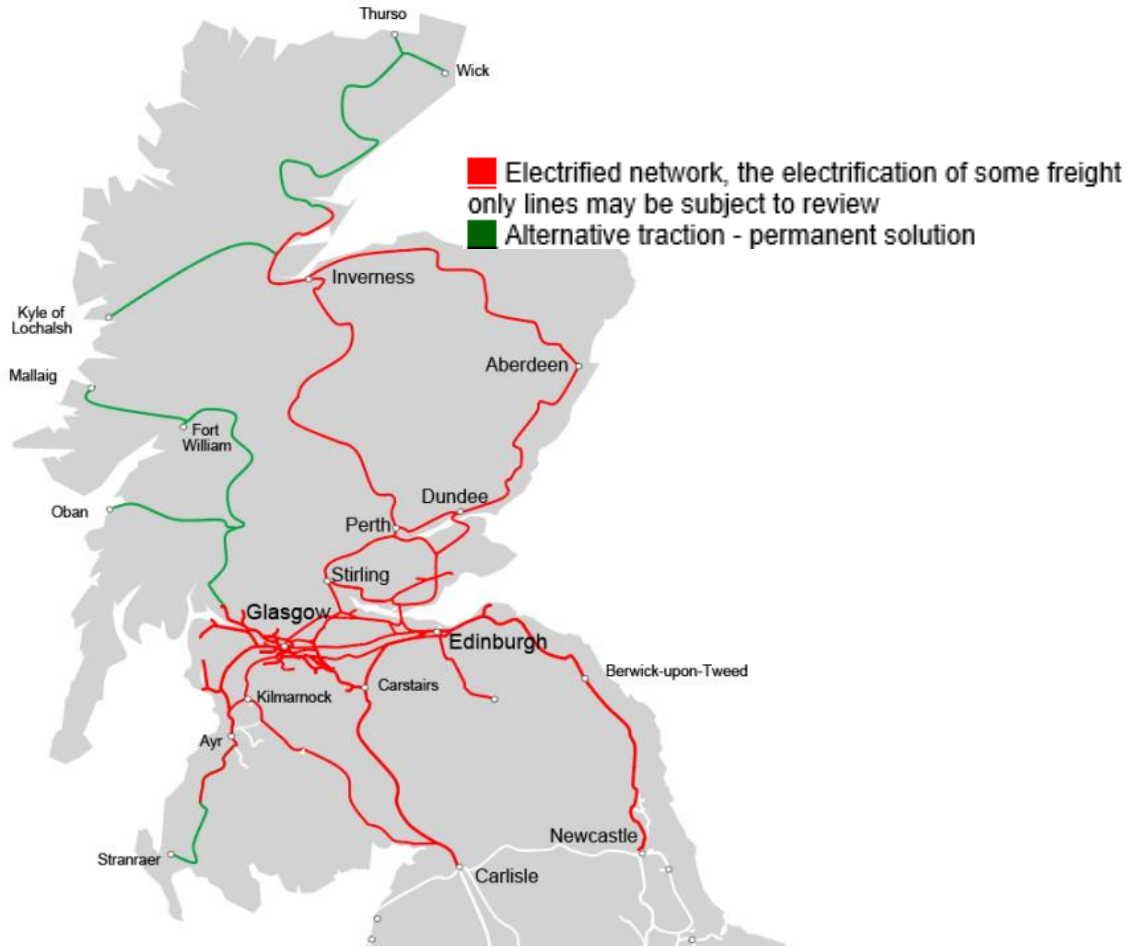 Thurso
Wick
Electrified network, the electrification of some freight
only lines may be subject to review
Alternative traction - permanent solution
Inverness
Kyle of
Lochalsh
Aberdeen
Mallaig
Fort
William
Dundee
Oban
Perth
Stirling
Glasgow
Edinburgh
Berwick-upon-Tweed
Carstairs
Kilmarnock
Ayr
Newcastle
Stranraer
Carlisle